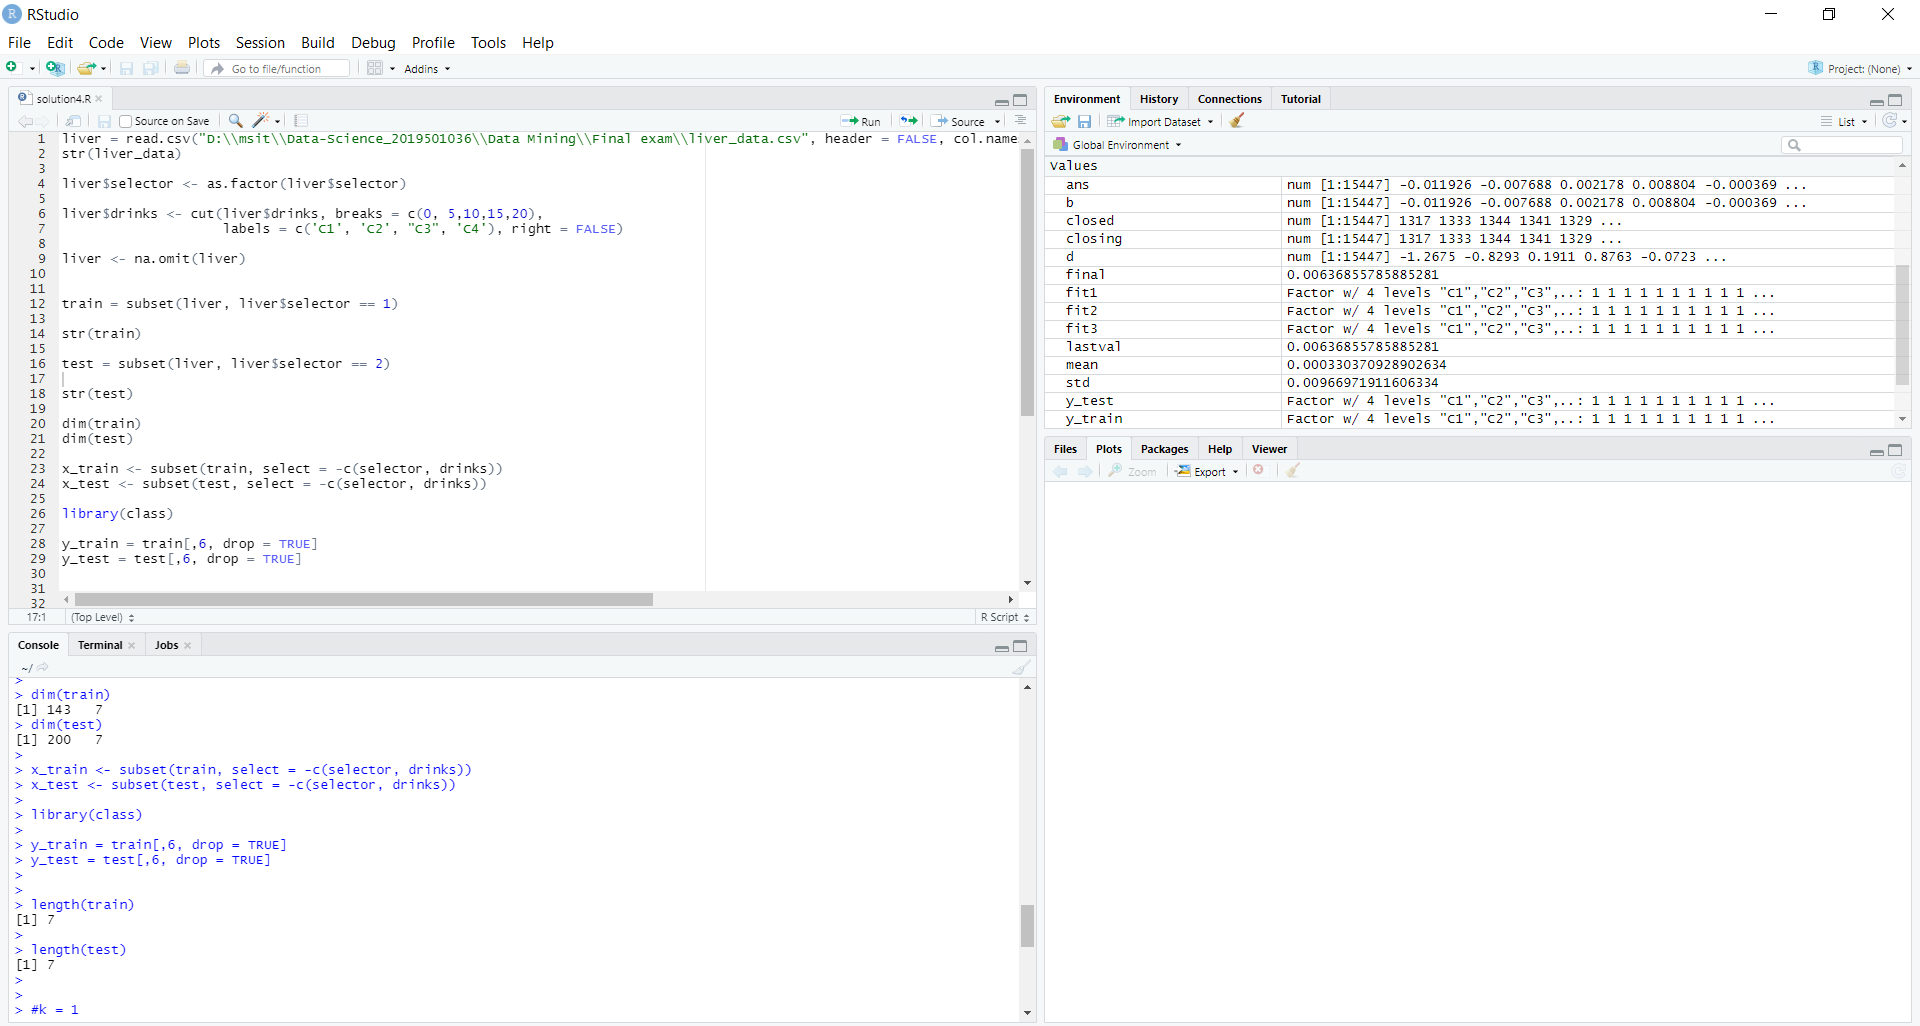 RStudio
File Edit Code View Plots Session Build Debug Profile Tools Help
Go to file/function Addins Project: (None)
solution4.R
Source on Save Run Source
1 liver = read.csv("D:\\msit\\Data-Science_2019501036\\Data Mining\\Final exam\\liver_data.csv", header = FALSE, col.name
2 str(liver_data)
3
4 liver$selector <- as.factor(liver$selector)
5
6 liver$drinks <- cut(liver$drinks, breaks = c(0, 5,10,15,20),
7 labels = c('C1', 'C2', "C3", 'C4'), right = FALSE)
8
9 liver <- na.omit(liver)
10
11
12 train = subset(liver, liver$selector == 1)
13
14 str(train)
15
16 test = subset(liver, liver$selector == 2)
17
18 str(test)
19
20 dim(train)
21 dim(test)
22
23 x_train <- subset(train, select = -c(selector, drinks))
24 x_test <- subset(test, select = -c(selector, drinks))
25
26 library(class)
27
28 y_train = train[,6, drop = TRUE]
29 y_test = test[,6, drop = TRUE]
30
31
32
17:1 (Top Level) R Script
Console Terminal Jobs
~/
>
> dim(train)
[1] 143 7
> dim(test)
[1] 200 7
>
> x_train <- subset(train, select = -c(selector, drinks))
> x_test <- subset(test, select = -c(selector, drinks))
>
> library(class)
>
> y_train = train[,6, drop = TRUE]
> y_test = test[,6, drop = TRUE]
>
>
> length(train)
[1] 7
>
> length(test)
[1] 7
>
>
> #k = 1
Environment History Connections Tutorial
Import Dataset List
Global Environment
Values
ans num [1:15447] -0.011926 -0.007688 0.002178 0.008804 -0.000369 ...
b num [1:15447] -0.011926 -0.007688 0.002178 0.008804 -0.000369 ...
closed num [1:15447] 1317 1333 1344 1341 1329 ...
closing num [1:15447] 1317 1333 1344 1341 1329 ...
d num [1:15447] -1.2675 -0.8293 0.1911 0.8763 -0.0723 ...
final 0.00636855785885281
fit1 Factor w/ 4 levels "C1","C2","C3",..: 1 1 1 1 1 1 1 1 1 1 ...
fit2 Factor w/ 4 levels "C1","C2","C3",..: 1 1 1 1 1 1 1 1 1 1 ...
fit3 Factor w/ 4 levels "C1","C2","C3",..: 1 1 1 1 1 1 1 1 1 1 ...
lastval 0.00636855785885281
mean 0.000330370928902634
std 0.00966971911606334
y_test Factor w/ 4 levels "C1","C2","C3",..: 1 1 1 1 1 1 1 1 1 1 ...
y_train Factor w/ 4 levels "C1","C2","C3",..: 1 1 1 1 1 1 1 1 1 1 ...
Files Plots Packages Help Viewer
Zoom Export